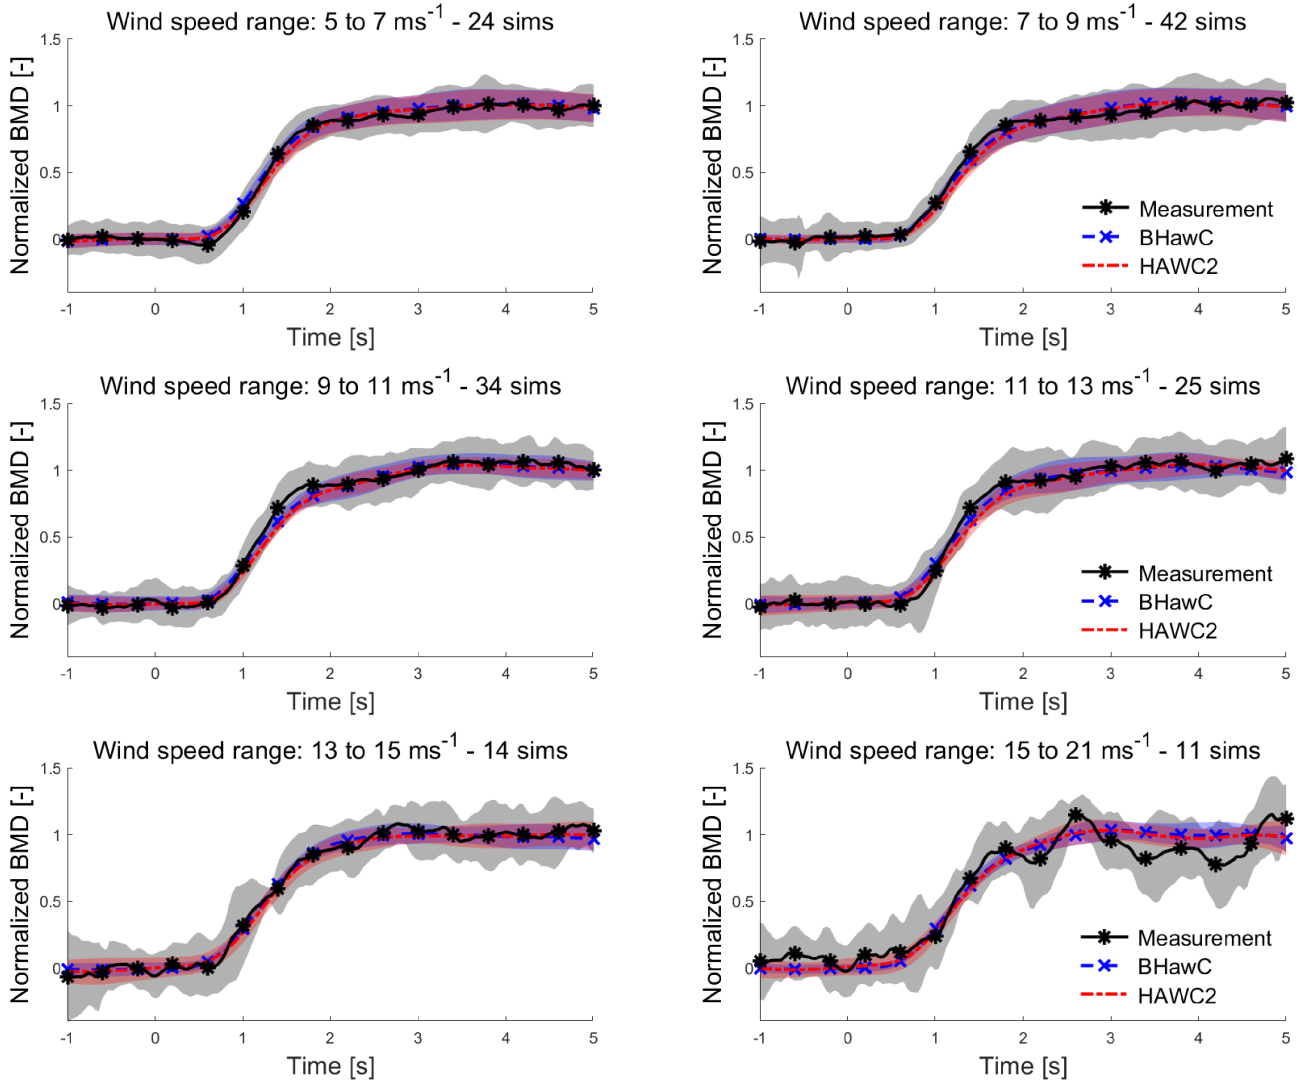 Wind speed range: 5 to 7 ms-1 - 24 sims
Normalized BMD [-]
1.5
1
0.5
0
-1 0 1 2 3 4 5
Time [s]
Wind speed range: 7 to 9 ms-1 - 42 sims
Normalized BMD [-]
1.5
1
0.5
0
Measurement
BHawC
HAWC2
-1 0 1 2 3 4 5
Time [s]
Wind speed range: 9 to 11 ms-1 - 34 sims
Normalized BMD [-]
1.5
1
0.5
0
-1 0 1 2 3 4 5
Time [s]
Wind speed range: 11 to 13 ms-1 - 25 sims
Normalized BMD [-]
1.5
1
0.5
0
Measurement
BHawC
HAWC2
-1 0 1 2 3 4 5
Time [s]
Wind speed range: 13 to 15 ms-1 - 14 sims
Normalized BMD [-]
1.5
1
0.5
0
-1 0 1 2 3 4 5
Time [s]
Wind speed range: 15 to 21 ms-1 - 11 sims
Normalized BMD [-]
1.5
1
0.5
0
Measurement
BHawC
HAWC2
-1 0 1 2 3 4 5
Time [s]